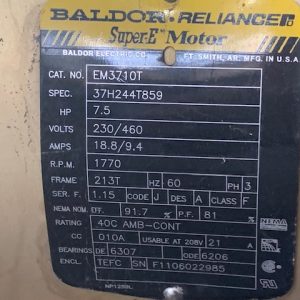 BALDOR · RELIANCE
Super-E™ Motor
BALDOR ELECTRIC CO. FT. SMITH, AR. MFG. IN U.S.A.
CAT. NO. EM3710T
SPEC. 37H244T859
HP 7.5
VOLTS 230/460
AMPS 18.8/9.4
R.P.M. 1770
FRAME 213T HZ 60 PH 3
SER. F. 1.15 CODE J DES A CLASS F
NEMA NOM. EFF. 91.7 % P.F. 81 %
RATING 40C AMB-CONT NEMA
CC 010A USABLE AT 208V 21 A
BEARINGS DE 6307 ODE 6206
ENCL. TEFC SN F1106022985